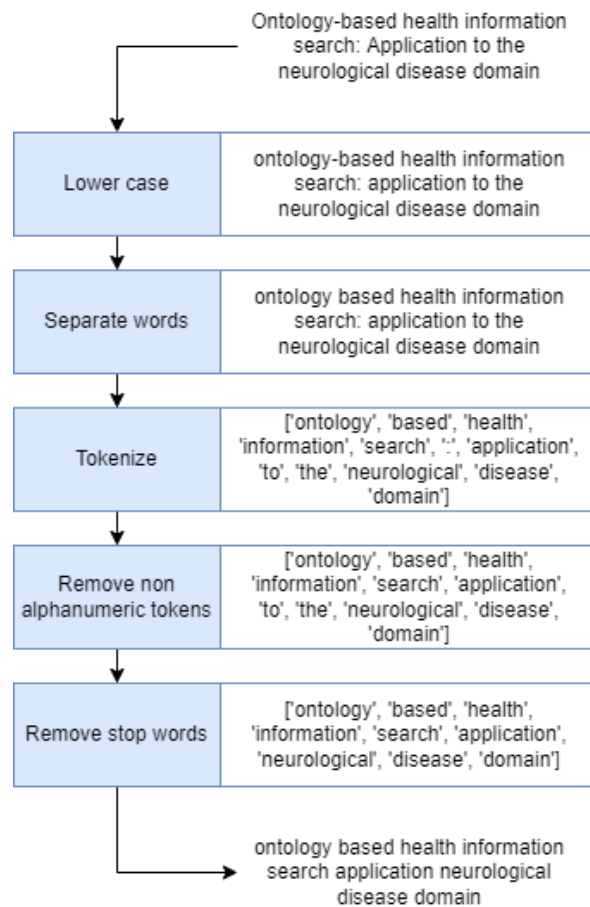 Ontology-based health information
search: Application to the
neurological disease domain
Lower case
ontology-based health information
search: application to the
neurological disease domain
Separate words
ontology based health information
search: application to the
neurological disease domain
Tokenize
['ontology', 'based', 'health',
'information', 'search', ':', 'application',
'to', 'the', 'neurological', 'disease',
'domain']
Remove non
alphanumeric tokens
['ontology', 'based', 'health',
'information', 'search', 'application',
'to', 'the', 'neurological', 'disease',
'domain']
Remove stop words
['ontology', 'based', 'health',
'information', 'search', 'application',
'neurological', 'disease', 'domain']
ontology based health information
search application neurological
disease domain